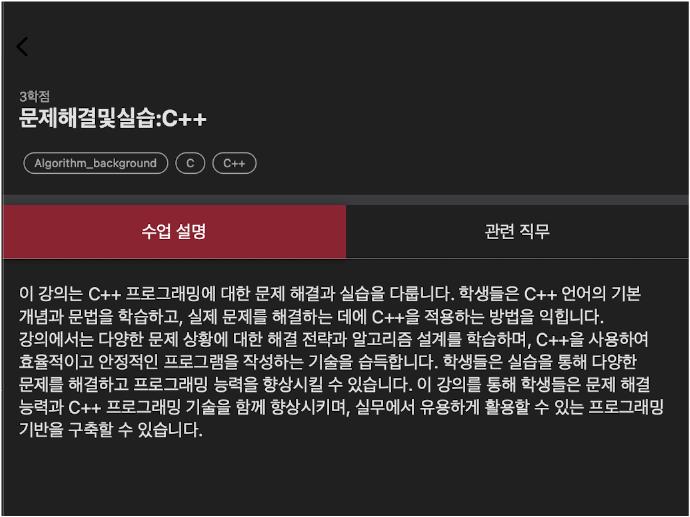 3학점
문제해결및실습:C++
Algorithm_background C C++
수업 설명 관련 직무
이 강의는 C++ 프로그래밍에 대한 문제 해결과 실습을 다룹니다. 학생들은 C++ 언어의 기본
개념과 문법을 학습하고, 실제 문제를 해결하는 데에 C++을 적용하는 방법을 익힙니다.
강의에서는 다양한 문제 상황에 대한 해결 전략과 알고리즘 설계를 학습하며, C++을 사용하여
효율적이고 안정적인 프로그램을 작성하는 기술을 습득합니다. 학생들은 실습을 통해 다양한
문제를 해결하고 프로그래밍 능력을 향상시킬 수 있습니다. 이 강의를 통해 학생들은 문제 해결
능력과 C++ 프로그래밍 기술을 함께 향상시키며, 실무에서 유용하게 활용할 수 있는 프로그래밍
기반을 구축할 수 있습니다.